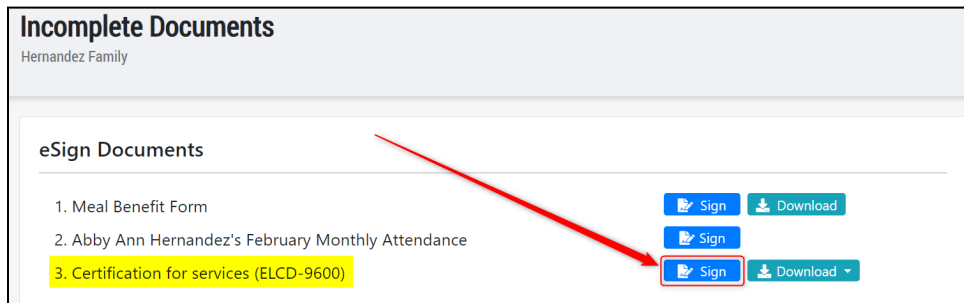 Incomplete Documents
Hernandez Family
eSign Documents
1. Meal Benefit Form Sign Download
2. Abby Ann Hernandez's February Monthly Attendance Sign
3. Certification for services (ELCD-9600) Sign Download